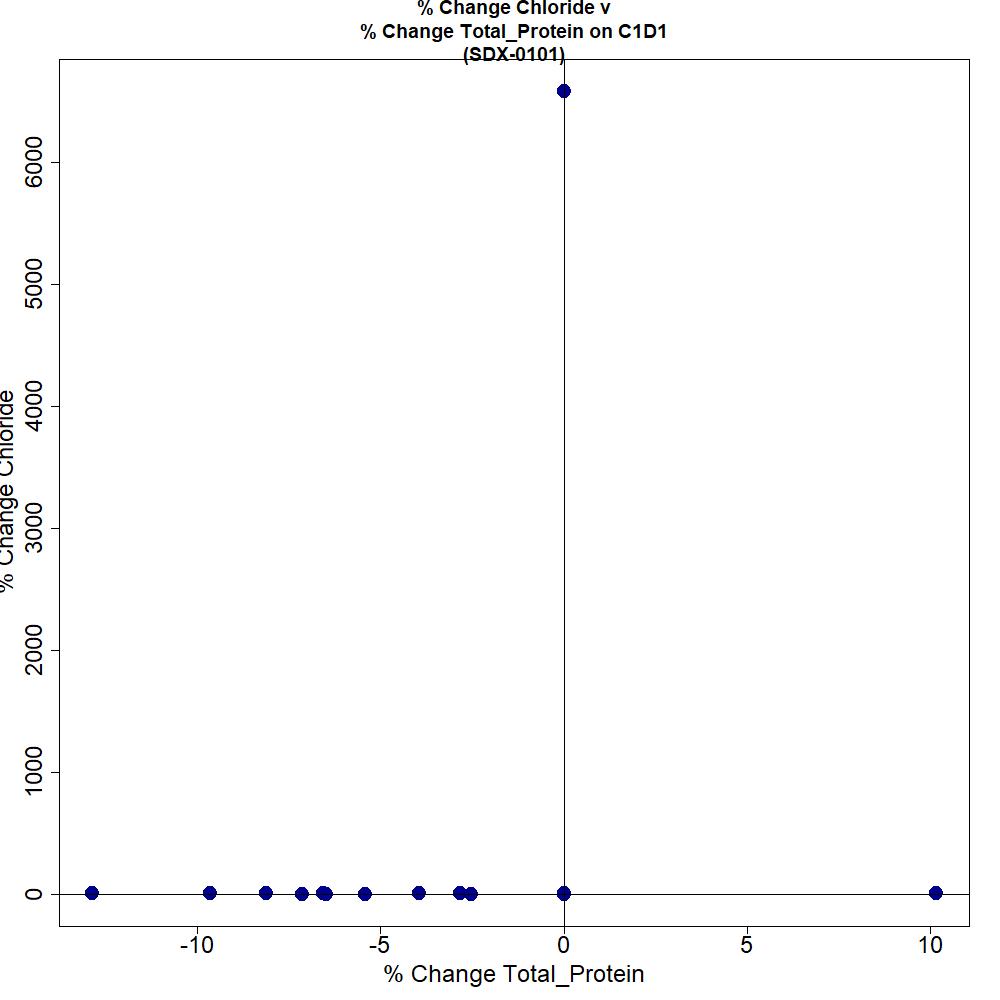 % Change Chloride v
% Change Total_Protein on C1D1
(SDX-0101)
% Change Chloride
6000
5000
4000
3000
2000
1000
0
-10
-5
0
5
10
% Change Total_Protein